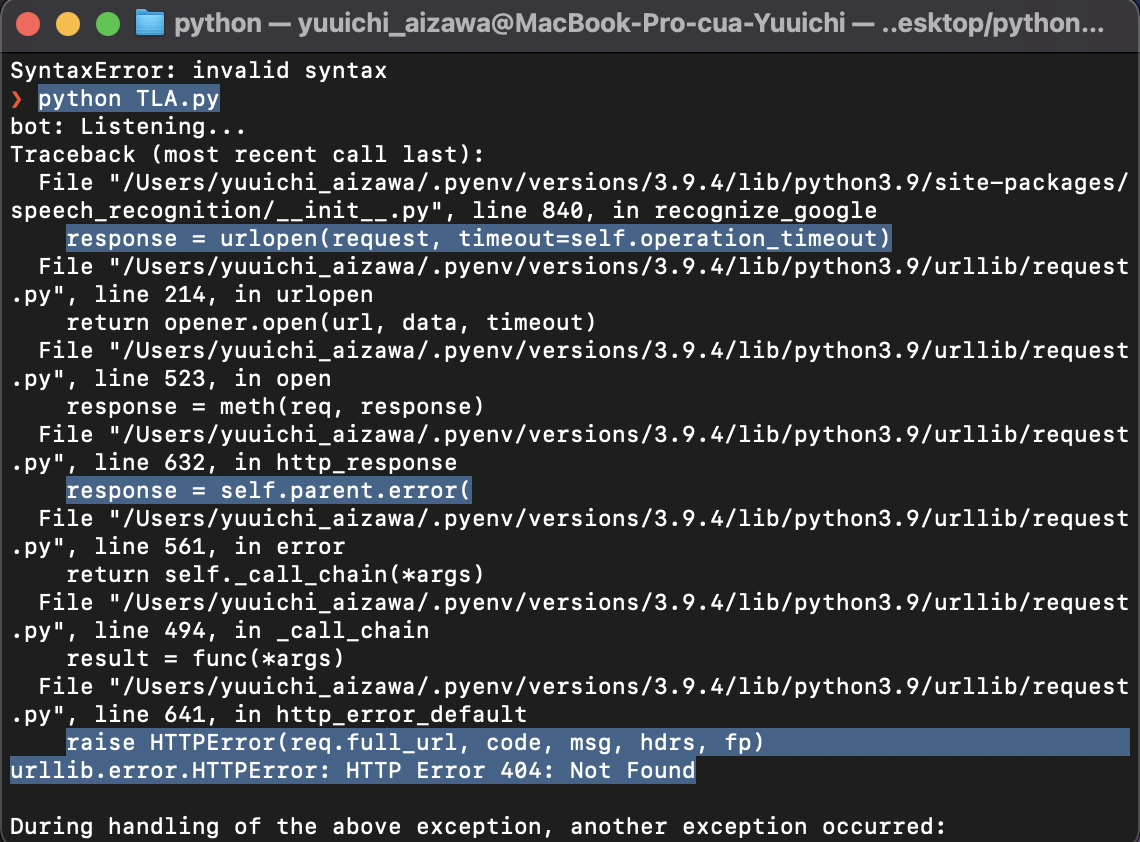 python — yuuichi_aizawa@MacBook-Pro-cua-Yuuichi — ..esktop/python...
SyntaxError: invalid syntax
❯ python TLA.py
bot: Listening...
Traceback (most recent call last):
  File "/Users/yuuichi_aizawa/.pyenv/versions/3.9.4/lib/python3.9/site-packages/
speech_recognition/__init__.py", line 840, in recognize_google
    response = urlopen(request, timeout=self.operation_timeout)
  File "/Users/yuuichi_aizawa/.pyenv/versions/3.9.4/lib/python3.9/urllib/request
.py", line 214, in urlopen
    return opener.open(url, data, timeout)
  File "/Users/yuuichi_aizawa/.pyenv/versions/3.9.4/lib/python3.9/urllib/request
.py", line 523, in open
    response = meth(req, response)
  File "/Users/yuuichi_aizawa/.pyenv/versions/3.9.4/lib/python3.9/urllib/request
.py", line 632, in http_response
    response = self.parent.error(
  File "/Users/yuuichi_aizawa/.pyenv/versions/3.9.4/lib/python3.9/urllib/request
.py", line 561, in error
    return self._call_chain(*args)
  File "/Users/yuuichi_aizawa/.pyenv/versions/3.9.4/lib/python3.9/urllib/request
.py", line 494, in _call_chain
    result = func(*args)
  File "/Users/yuuichi_aizawa/.pyenv/versions/3.9.4/lib/python3.9/urllib/request
.py", line 641, in http_error_default
    raise HTTPError(req.full_url, code, msg, hdrs, fp)
urllib.error.HTTPError: HTTP Error 404: Not Found
During handling of the above exception, another exception occurred: